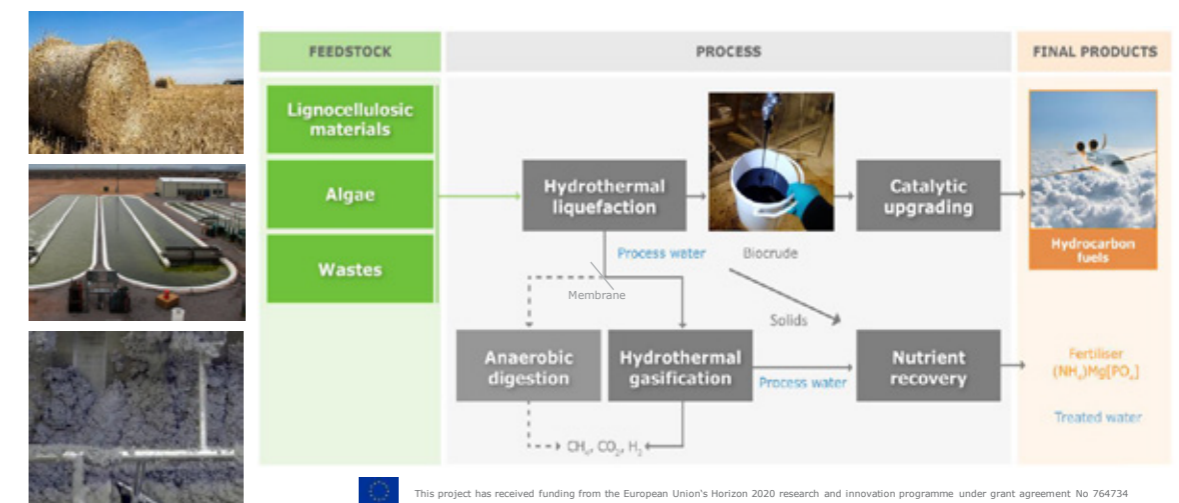 FEEDSTOCK
PROCESS
FINAL PRODUCTS
Lignocellulosic
materials
Algae
Wastes
Hydrothermal
liquefaction
Catalytic
upgrading
Hydrocarbon
fuels
Process water
Biocrude
Membrane
Solids
Anaerobic
digestion
Hydrothermal
gasification
Process water
Nutrient
recovery
Fertiliser
(NH₄)Mg[PO₄]
Treated water
CH₄, CO₂, H₂
This project has received funding from the European Union's Horizon 2020 research and innovation programme under grant agreement No 764734